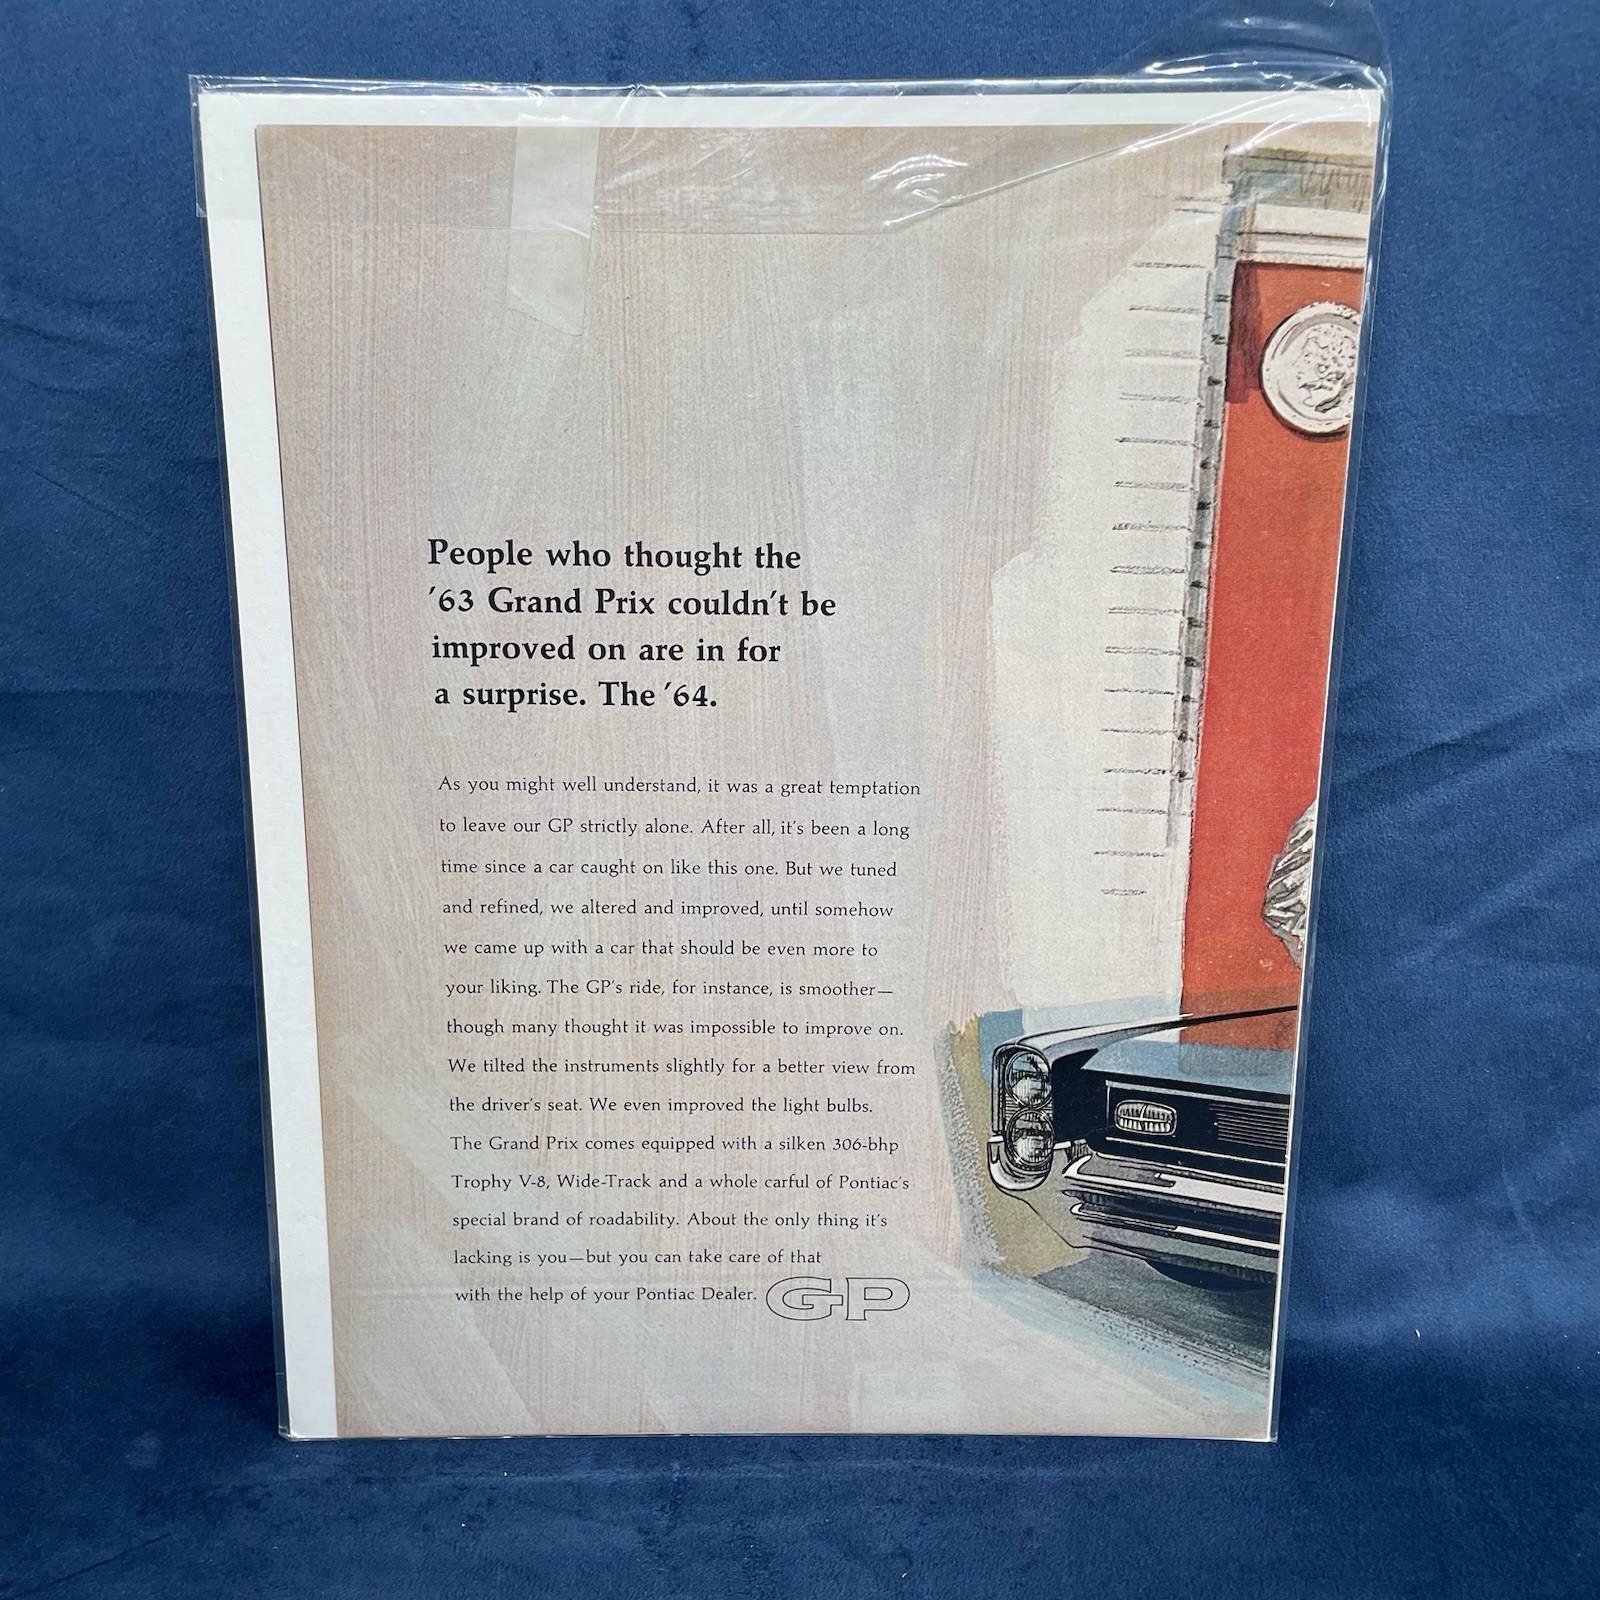 People who thought the
’63 Grand Prix couldn’t be
improved on are in for
a surprise. The ’64.
As you might well understand, it was a great temptation
to leave our GP strictly alone. After all, it’s been a long
time since a car caught on like this one. But we tuned
and refined, we altered and improved, until somehow
we came up with a car that should be even more to
your liking. The GP’s ride, for instance, is smoother—
though many thought it was impossible to improve on.
We tilted the instruments slightly for a better view from
the driver’s seat. We even improved the light bulbs.
The Grand Prix comes equipped with a silken 306-bhp
Trophy V-8, Wide-Track and a whole carful of Pontiac’s
special brand of roadability. About the only thing it’s
lacking is you—but you can take care of that
with the help of your Pontiac Dealer. GP